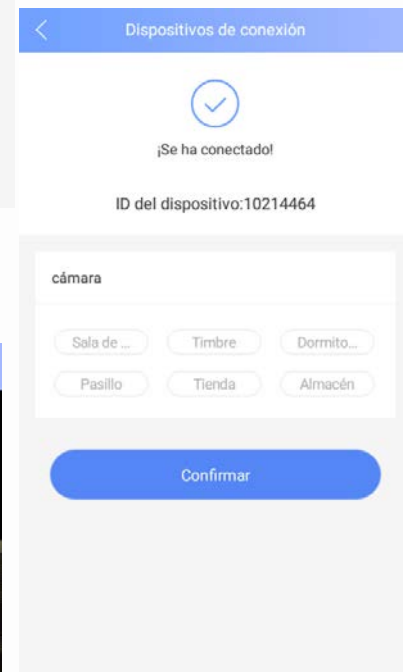 Dispositivos de conexión
¡Se ha conectado!
ID del dispositivo:10214464
cámara
Sala de ... Timbre Dormito...
Pasillo Tienda Almacén
Confirmar